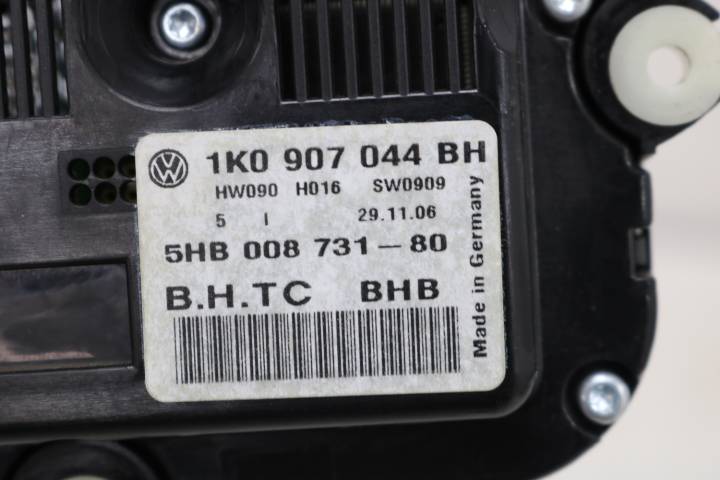 1K0 907 044 BH
HW090 H016 SW0909
5 I 29.11.06
5HB 008 731-80
B.H.TC BHB
Made in Germany